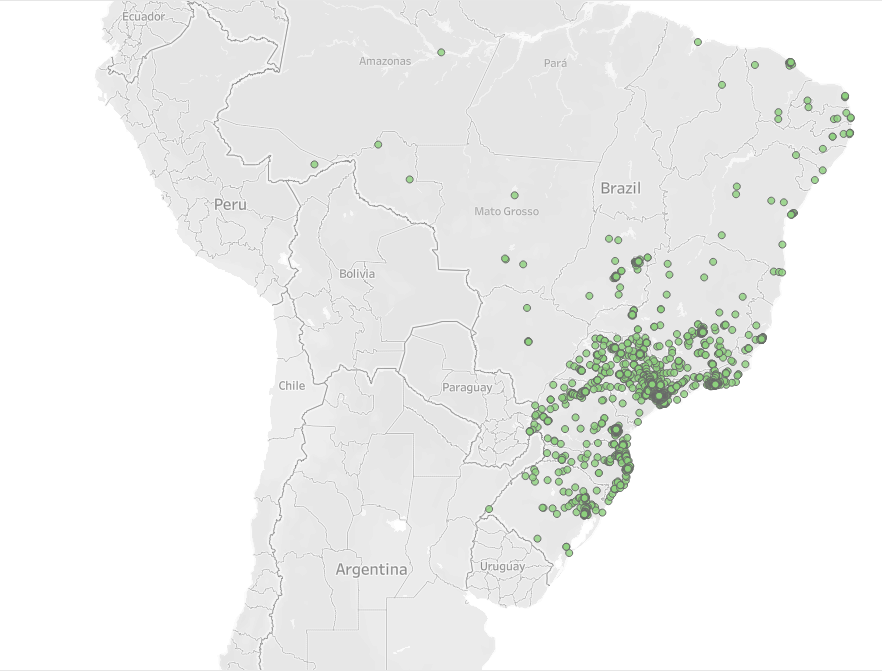 Ecuador
Amazonas
Pará
Brazil
Peru
Mato Grosso
Bolivia
Chile
Paraguay
Argentina
Uruguay